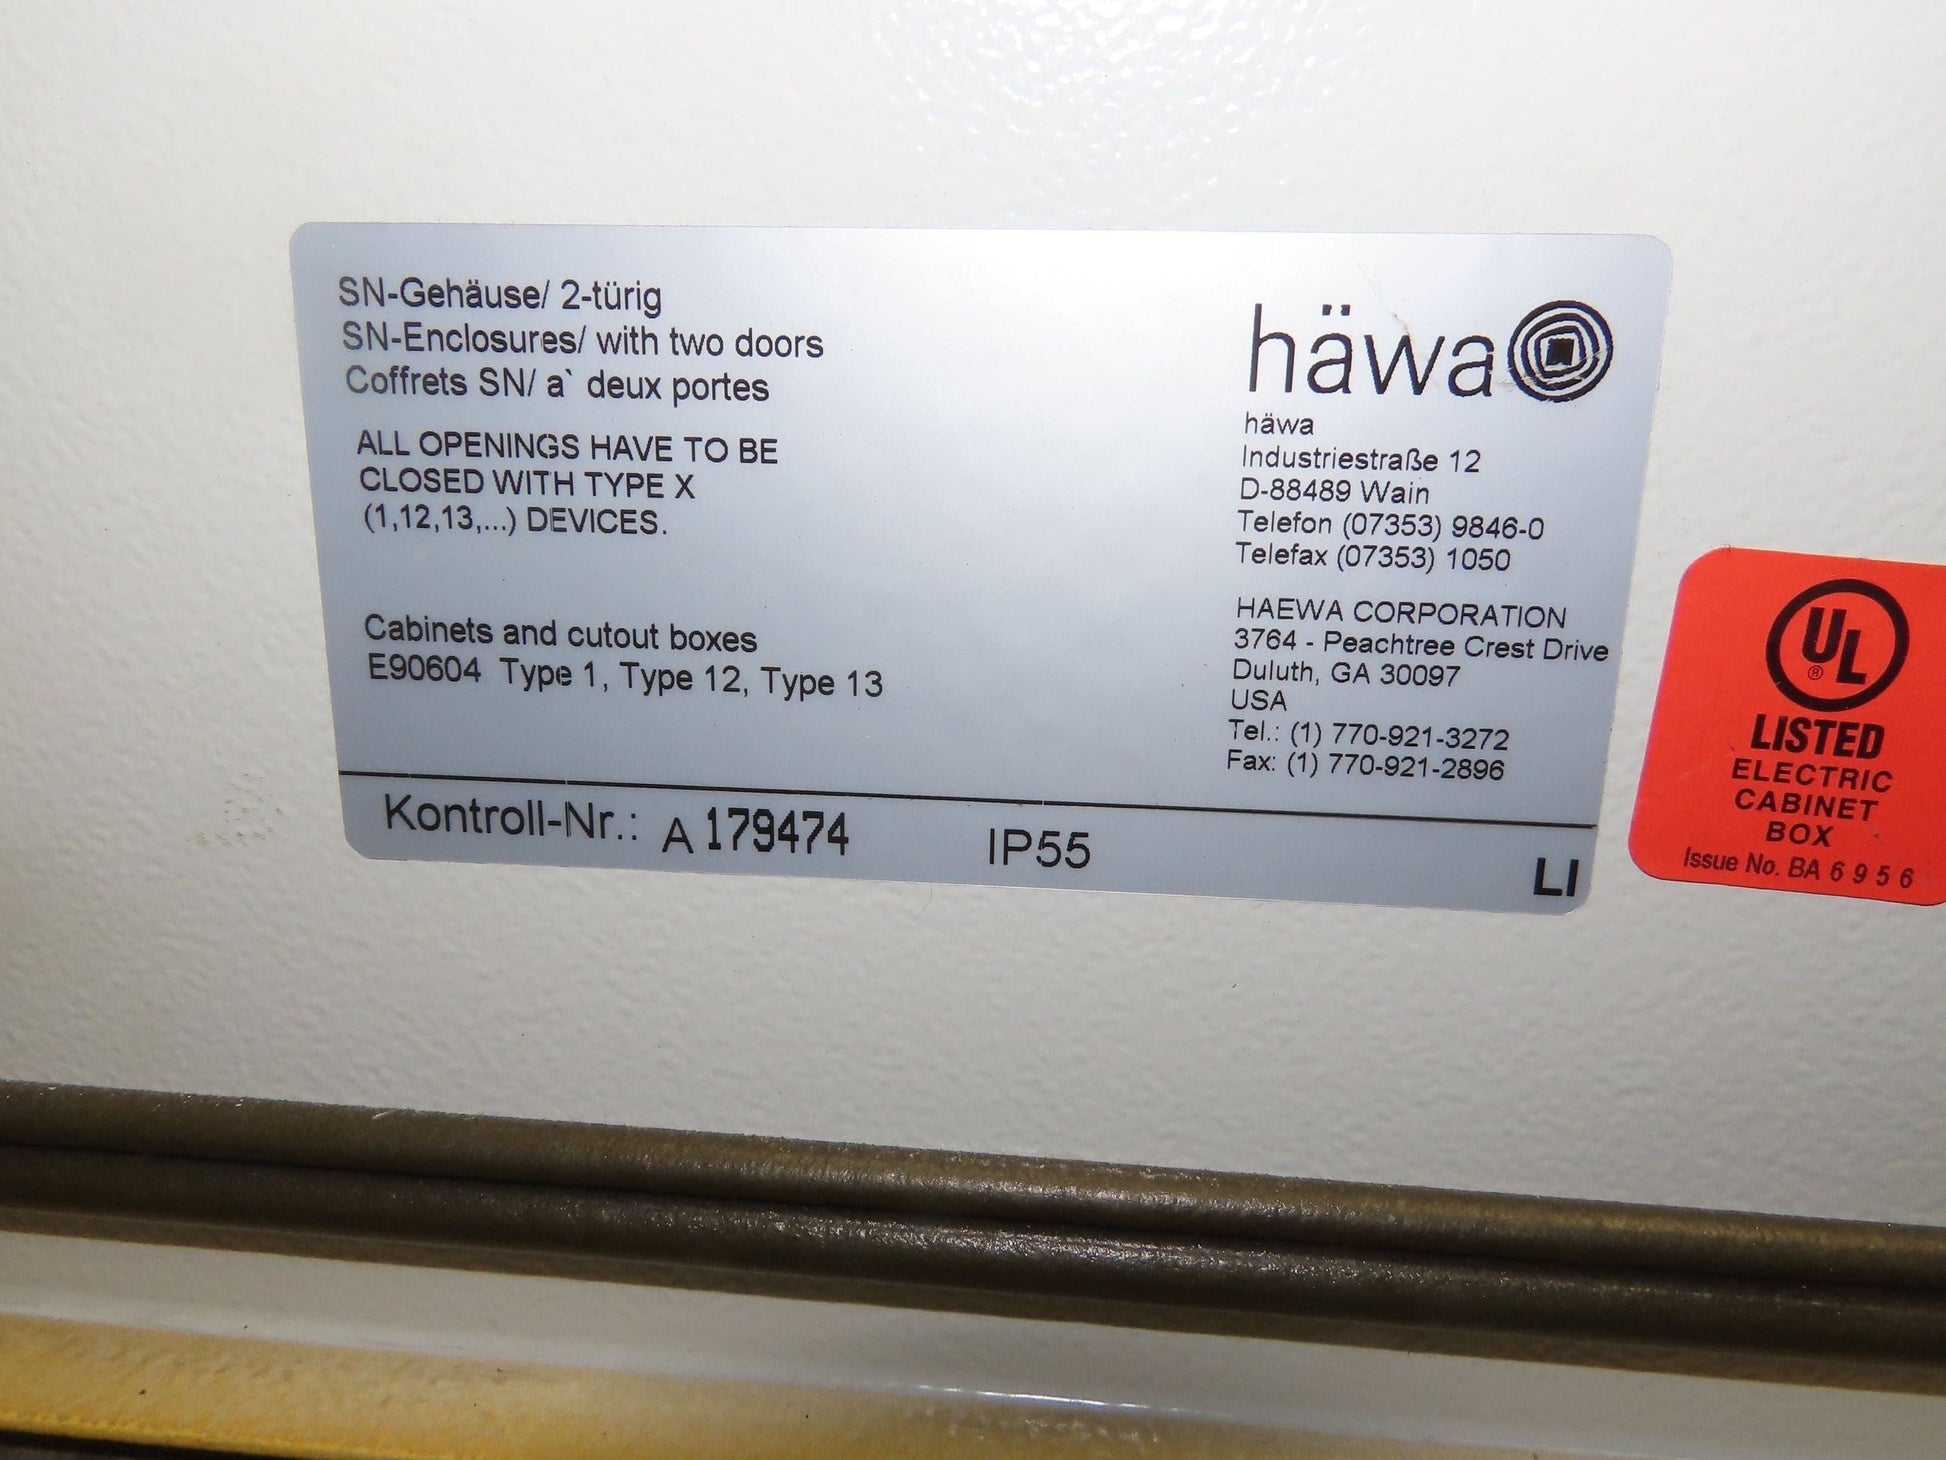 SN-Gehäuse/ 2-türig
SN-Enclosures/ with two doors
Coffrets SN/ a` deux portes
ALL OPENINGS HAVE TO BE
CLOSED WITH TYPE X
(1,12,13,...) DEVICES.
Cabinets and cutout boxes
E90604 Type 1, Type 12, Type 13
häwa
häwa
Industriestraße 12
D-88489 Wain
Telefon (07353) 9846-0
Telefax (07353) 1050
HAEWA CORPORATION
3764 - Peachtree Crest Drive
Duluth, GA 30097
USA
Tel.: (1) 770-921-3272
Fax: (1) 770-921-2896
Kontroll-Nr.: A 179474 IP55 LI
UL ®
LISTED
ELECTRIC
CABINET
BOX
Issue No. BA 6 9 5 6